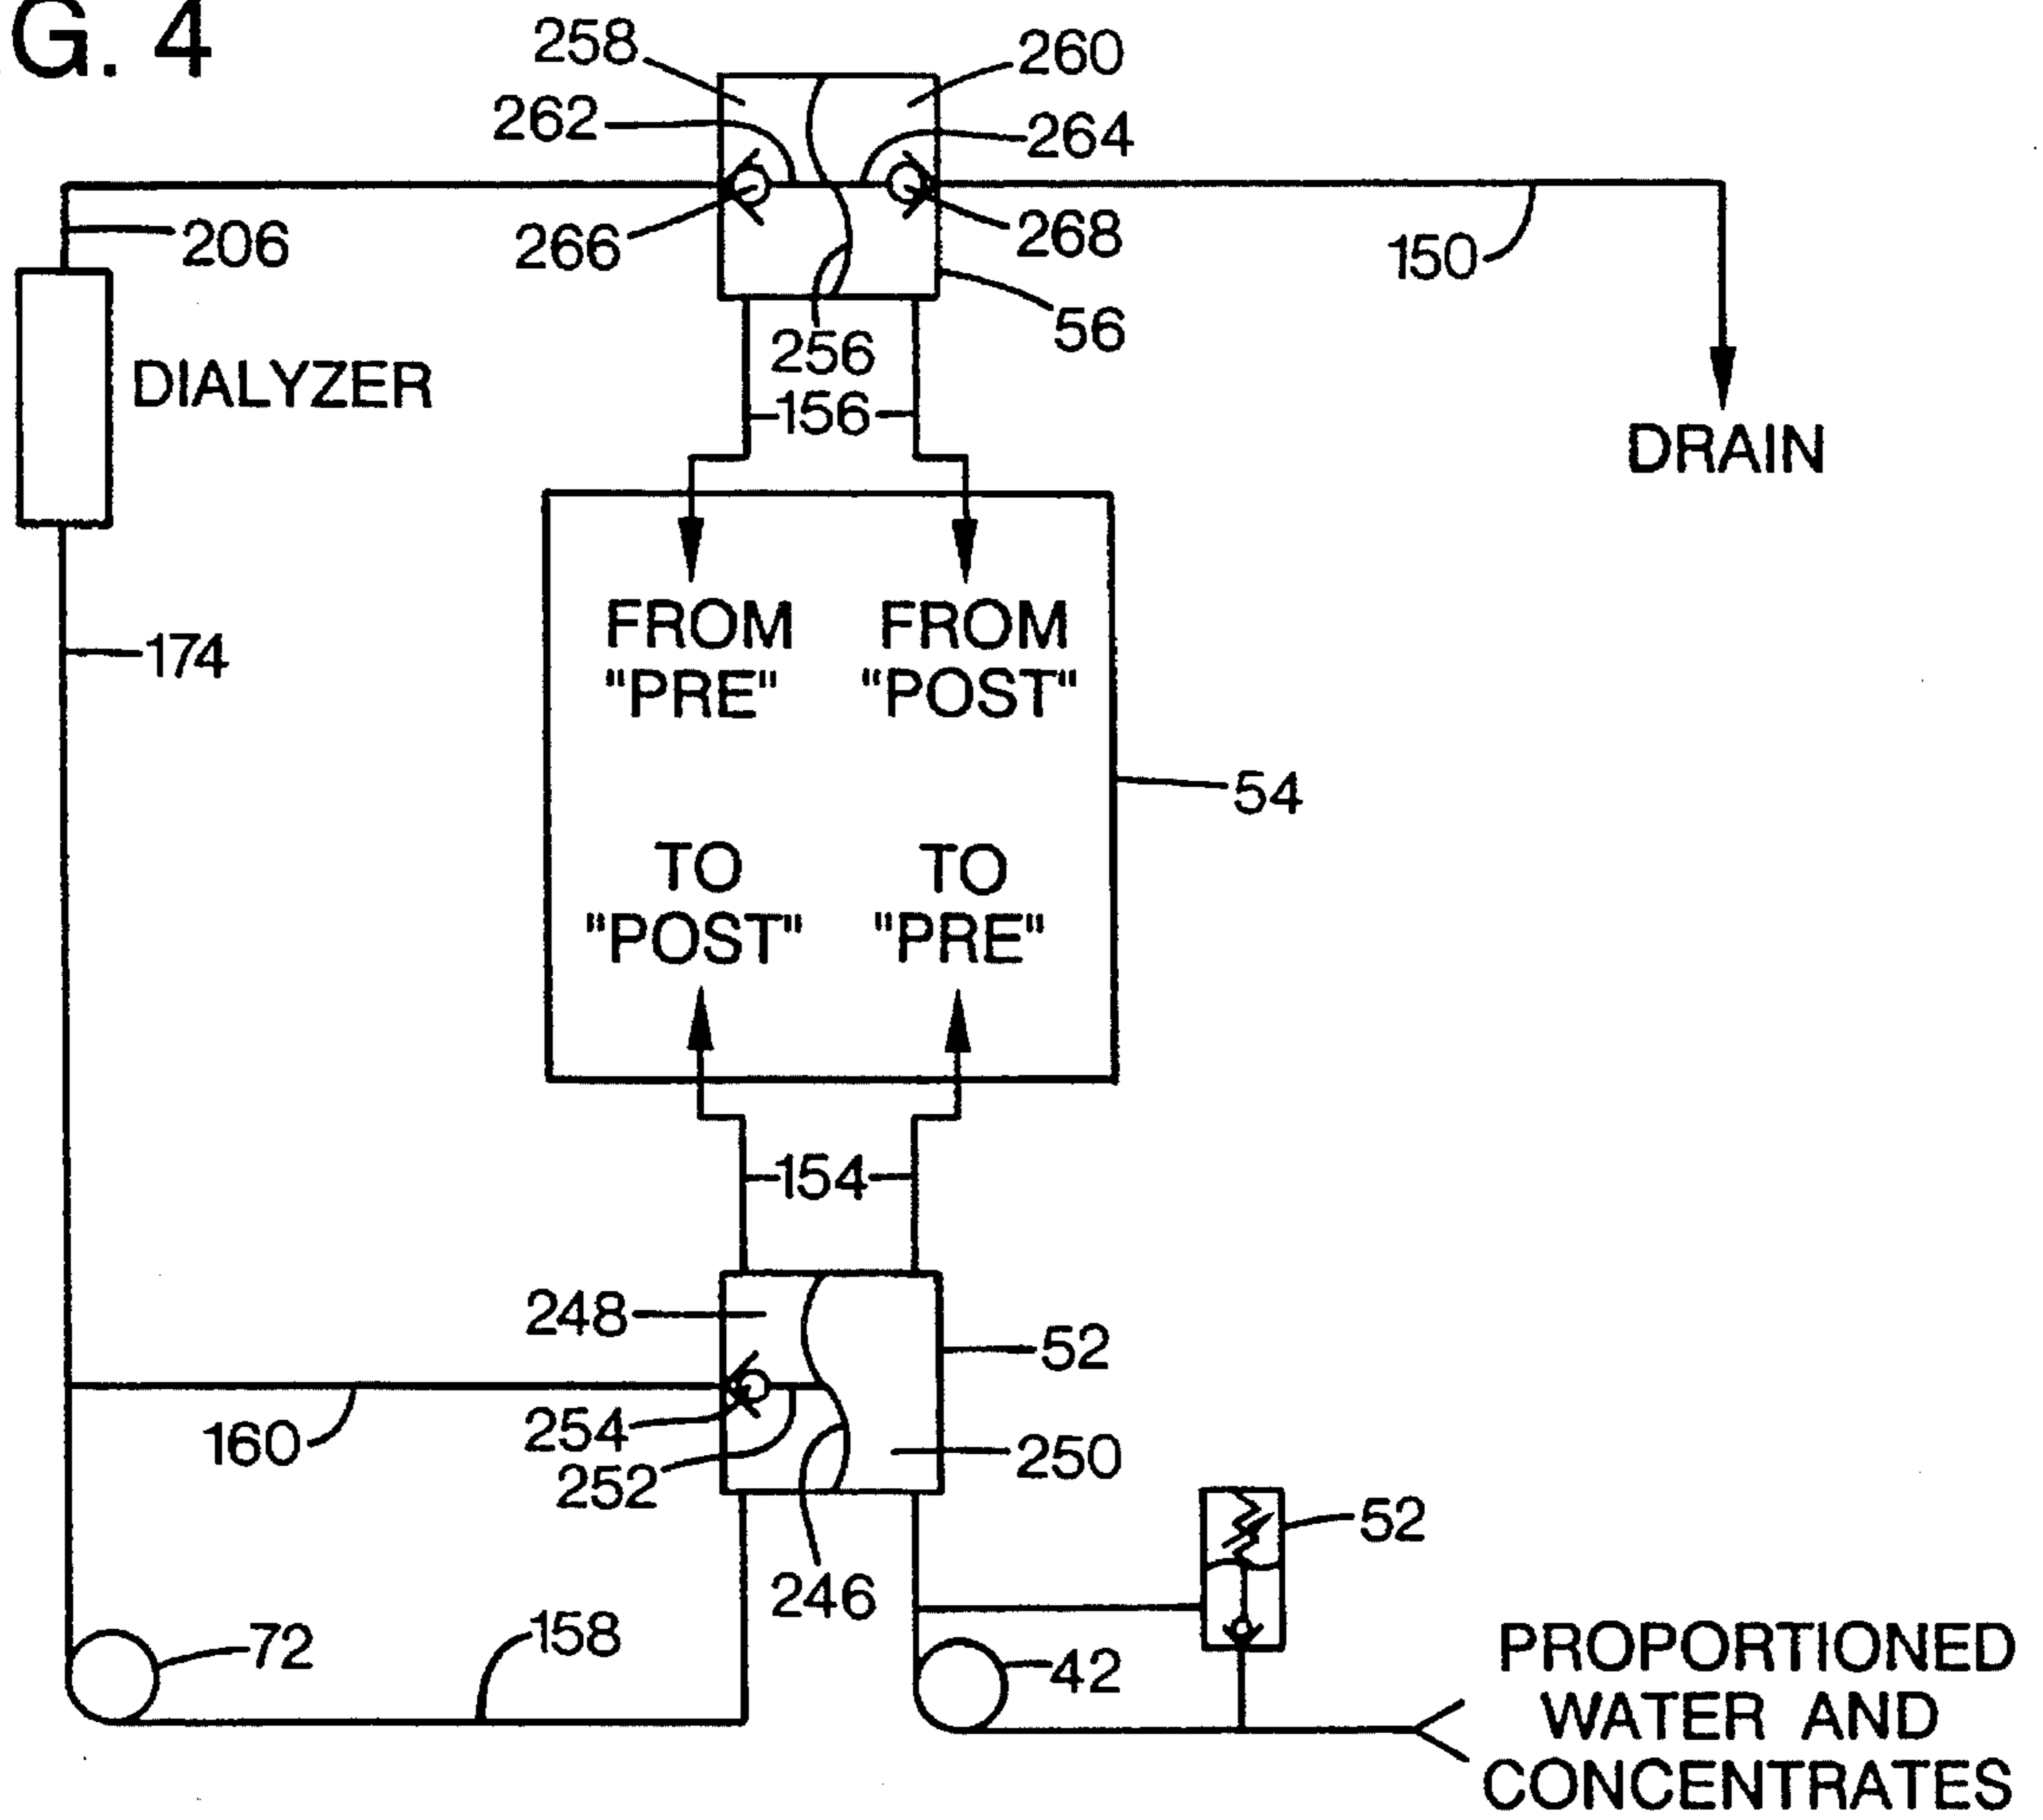 G. 4
258
260
262
264
266
268
206
150
256
56
DIALYZER
156
DRAIN
FROM "PRE"
FROM "POST"
174
54
TO "POST"
TO "PRE"
154
248
52
160
254
252
250
52
246
72
158
42
PROPORTIONED
WATER AND
CONCENTRATES